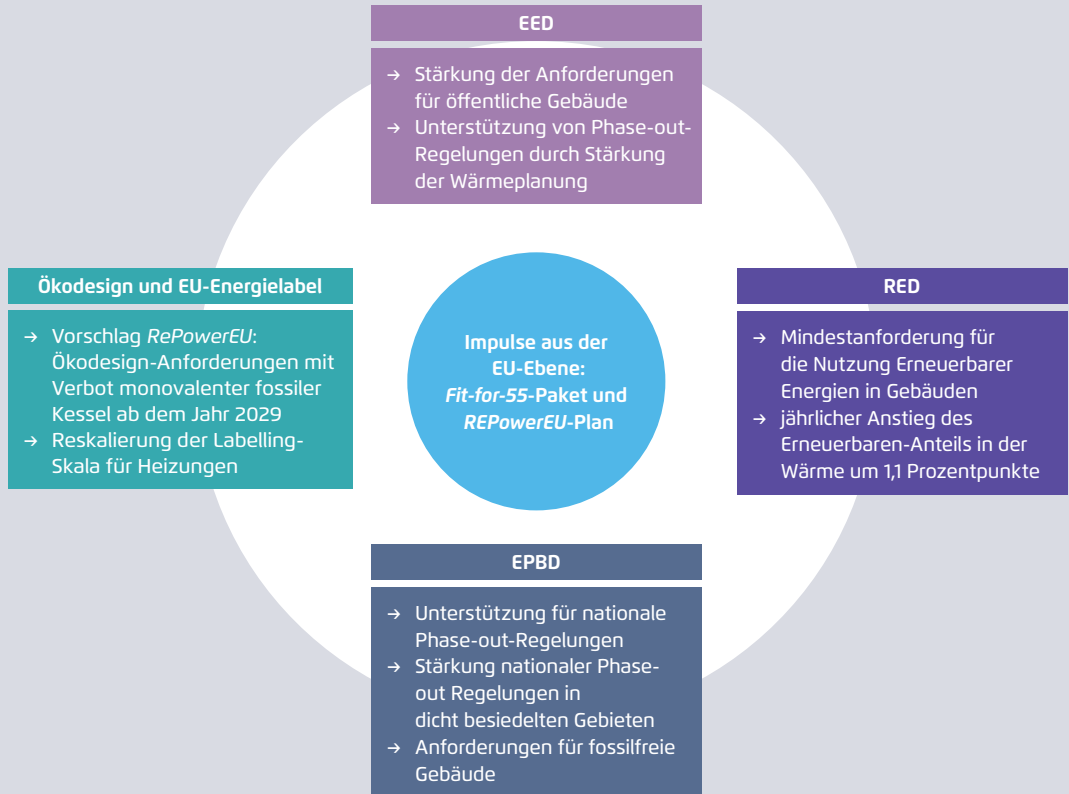 EED
→ Stärkung der Anforderungen
für öffentliche Gebäude
→ Unterstützung von Phase-out-
Regelungen durch Stärkung
der Wärmeplanung
Ökodesign und EU-Energielabel
→ Vorschlag RePowerEU:
Ökodesign-Anforderungen mit
Verbot monovalenter fossiler
Kessel ab dem Jahr 2029
→ Reskalierung der Labelling-
Skala für Heizungen
Impulse aus der
EU-Ebene:
Fit-for-55-Paket und
REPowerEU-Plan
RED
→ Mindestanforderung für
die Nutzung Erneuerbarer
Energien in Gebäuden
→ jährlicher Anstieg des
Erneuerbaren-Anteils in der
Wärme um 1,1 Prozentpunkte
EPBD
→ Unterstützung für nationale
Phase-out-Regelungen
→ Stärkung nationaler Phase-
out Regelungen in
dicht besiedelten Gebieten
→ Anforderungen für fossilfreie
Gebäude